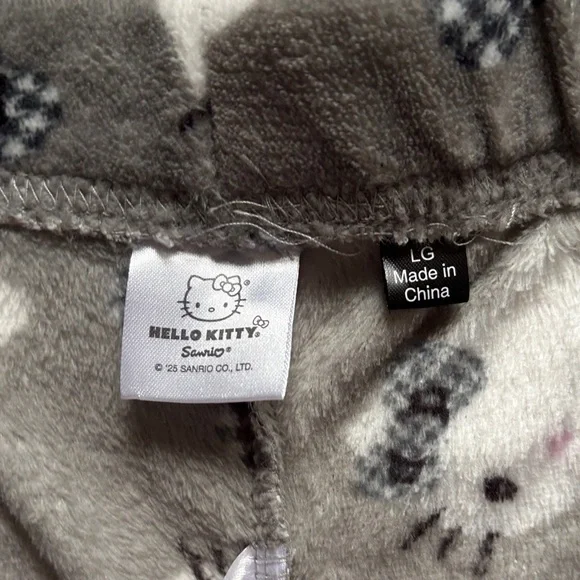 HELLO KITTY®
Sanrio®
© '25 SANRIO CO., LTD.
LG
Made in
China